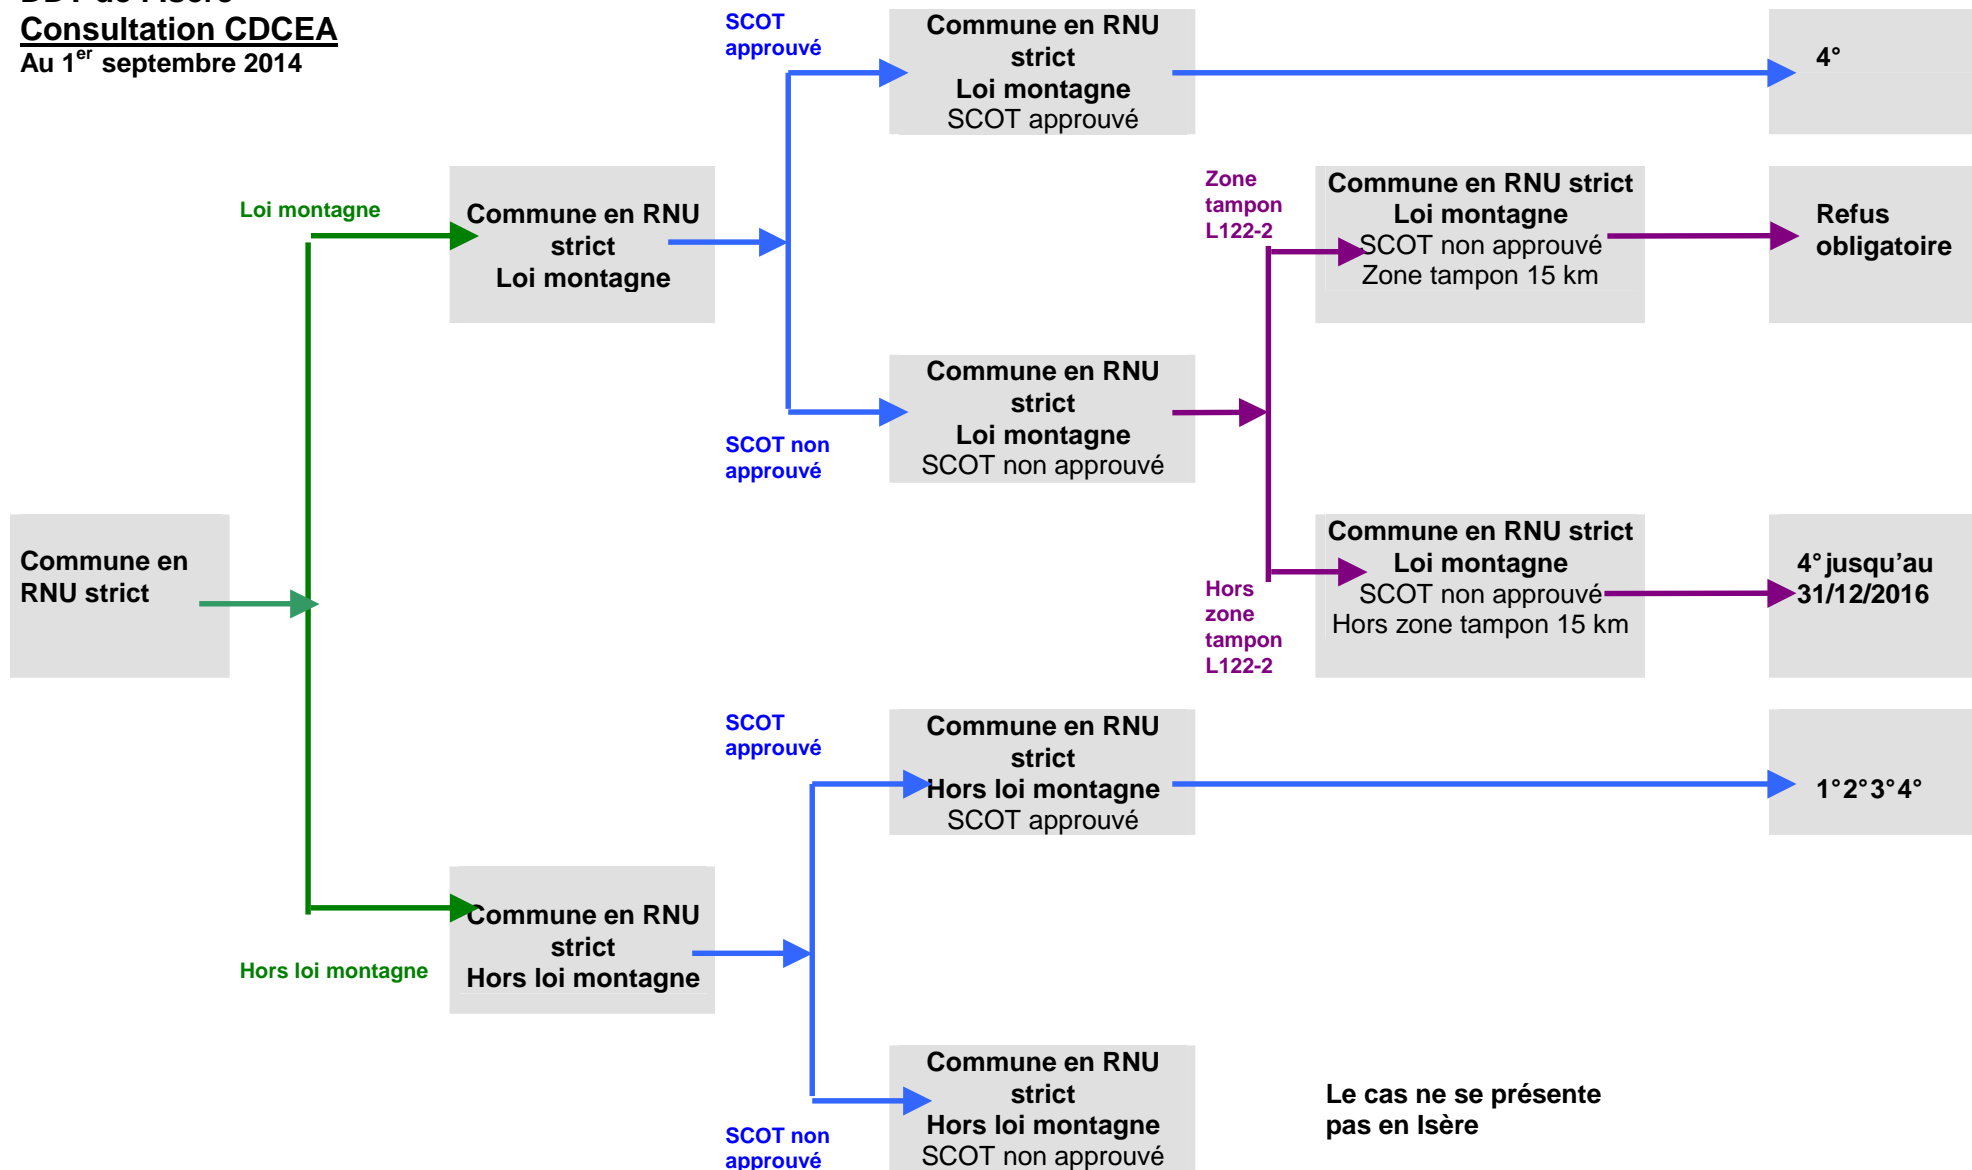 DDT de l'Isère
Consultation CDCEA
Au 1er septembre 2014
SCOT
approuvé
Commune en RNU
strict
Loi montagne
SCOT approuvé
4°
Loi montagne
Commune en RNU
strict
Loi montagne
Zone
tampon
L122-2
Commune en RNU strict
Loi montagne
SCOT non approuvé
Zone tampon 15 km
Refus
obligatoire
SCOT non
approuvé
Commune en RNU
strict
Loi montagne
SCOT non approuvé
Commune en
RNU strict
Hors
zone
tampon
L122-2
Commune en RNU strict
Loi montagne
SCOT non approuvé
Hors zone tampon 15 km
4° jusqu’au
31/12/2016
SCOT
approuvé
Commune en RNU
strict
Hors loi montagne
SCOT approuvé
1°2°3°4°
Hors loi montagne
Commune en RNU
strict
Hors loi montagne
SCOT non
approuvé
Commune en RNU
strict
Hors loi montagne
SCOT non approuvé
Le cas ne se présente
pas en Isère